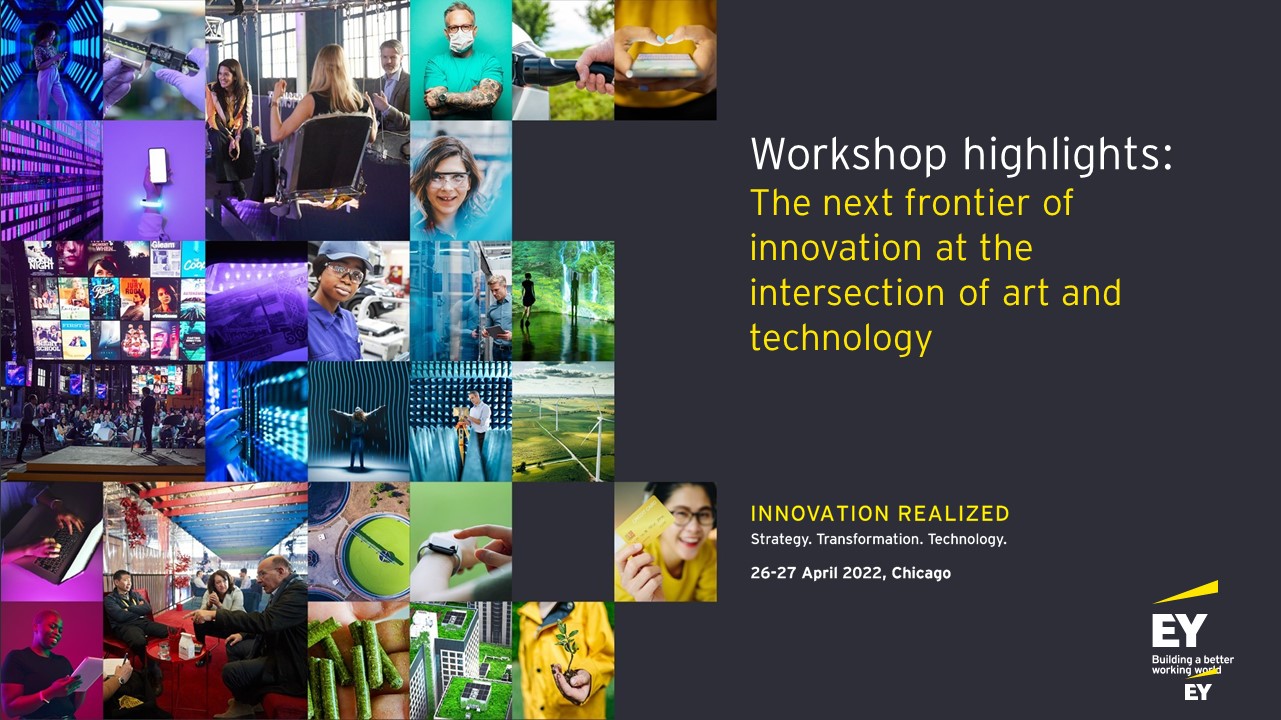 Workshop highlights:
The next frontier of
innovation at the
intersection of art and
technology
INNOVATION REALIZED
Strategy. Transformation. Technology.
26-27 April 2022, Chicago
EY
Building a better
working world
EY